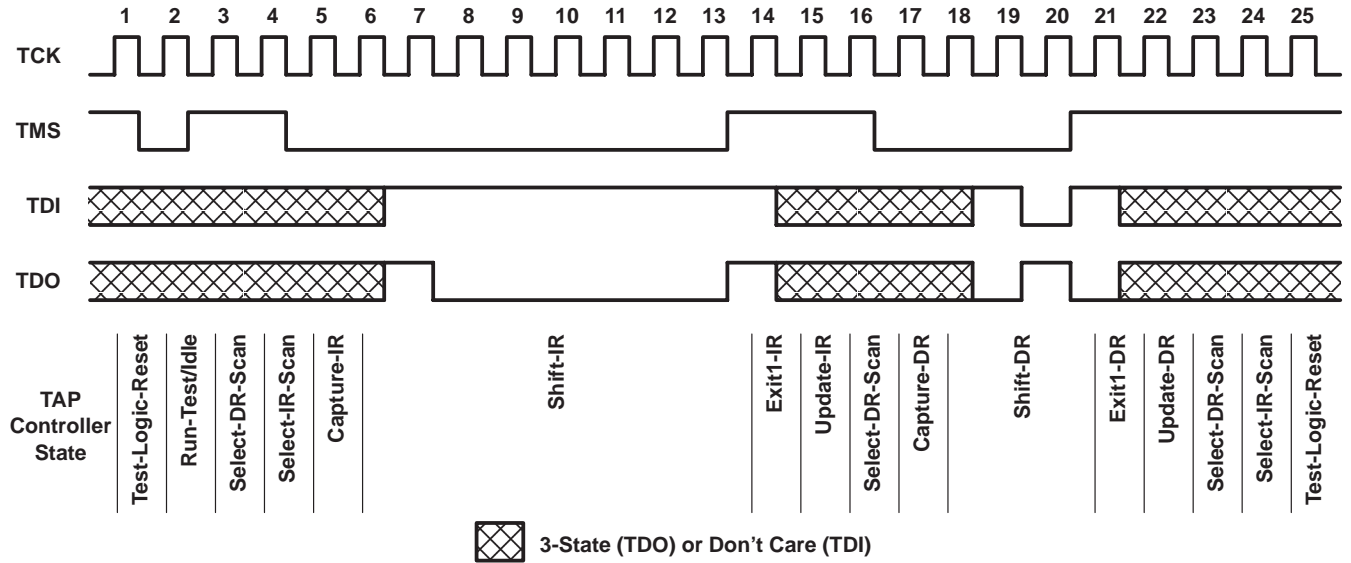 1 2 3 4 5 6 7 8 9 10 11 12 13 14 15 16 17 18 19 20 21 22 23 24 25
TCK
TMS
TDI
TDO
TAP
Controller
State
Test-Logic-Reset
Run-Test/Idle
Select-DR-Scan
Select-IR-Scan
Capture-IR
Shift-IR
Exit1-IR
Update-IR
Select-DR-Scan
Capture-DR
Shift-DR
Exit1-DR
Update-DR
Select-DR-Scan
Select-IR-Scan
Test-Logic-Reset
3-State (TDO) or Don’t Care (TDI)